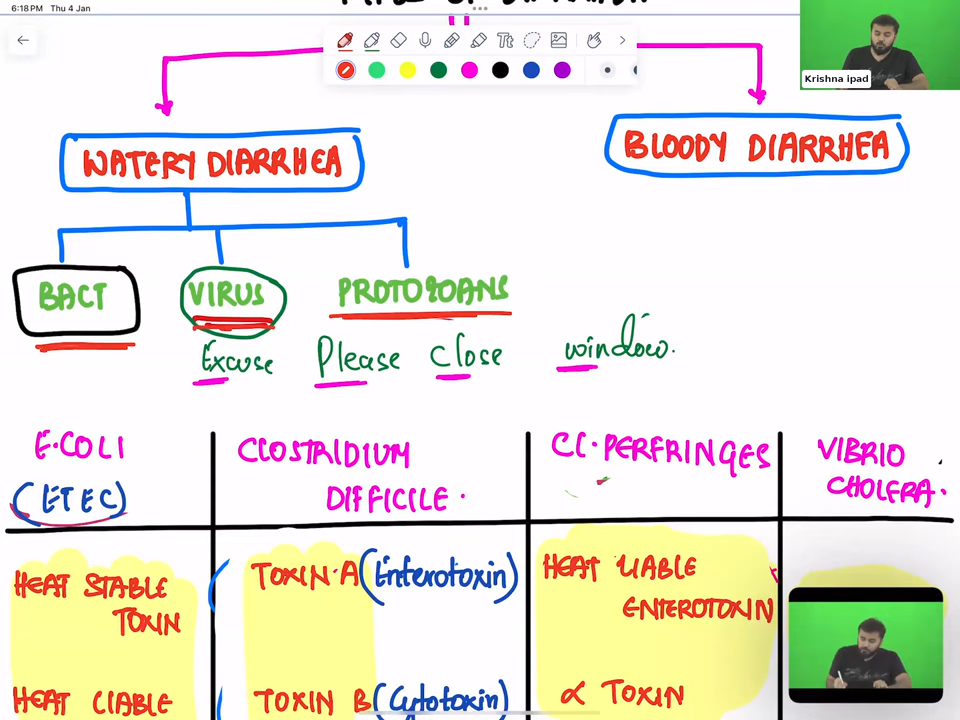 6:18 PM Thu 4 Jan
Tt
Krishna ipad
WATERY DIARRHEA
BLOODY DIARRHEA
BACT
VIRUS
PROTOZOANS
Excuse Please Close window.
E.COLI
(ETEC)
CLOSTRIDIUM
DIFFICILE.
CL.PERFRINGES
VIBRIO
CHOLERA.
HEAT STABLE
TOXIN
TOXIN.A (Enterotoxin)
HEAT LIABLE
ENTEROTOXIN
HEAT LIABLE
TOXIN B (Cytotoxin)
α TOXIN